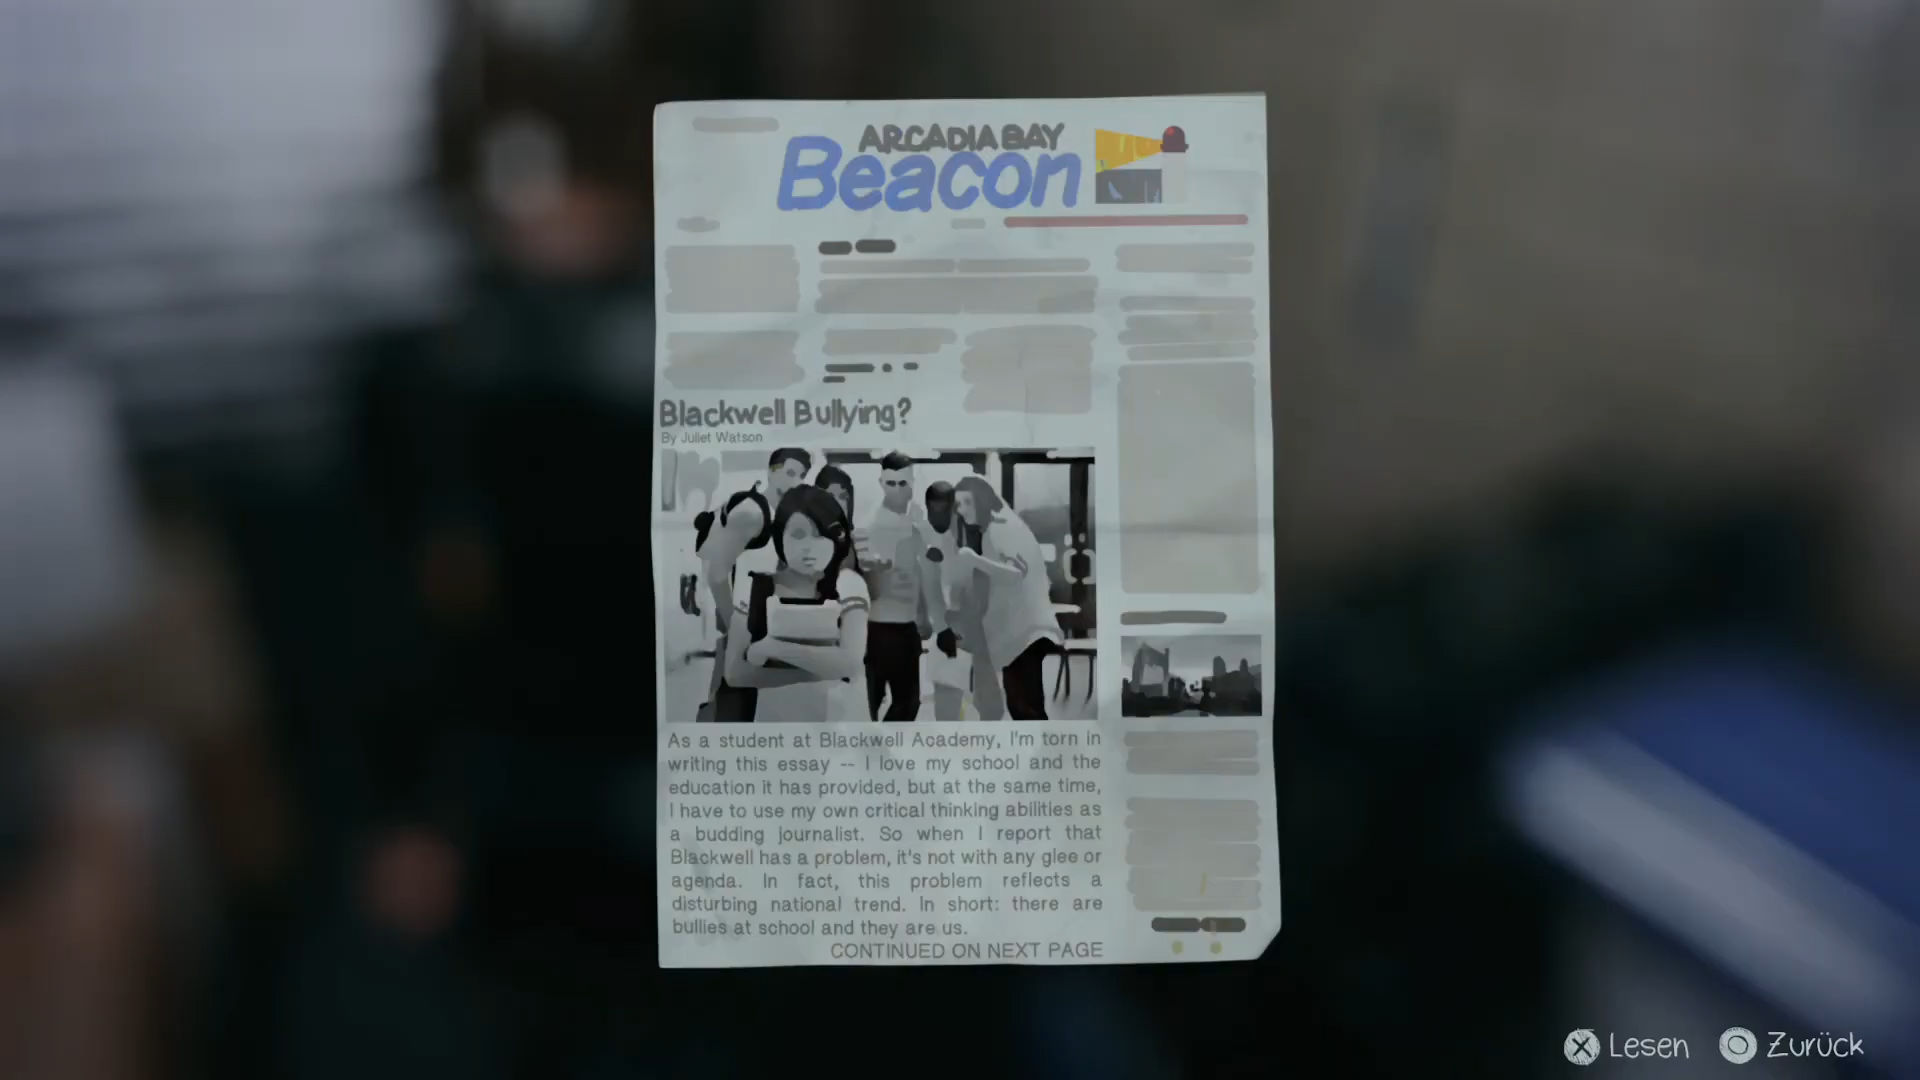 ARCADIA BAY
Beacon
Blackwell Bullying?
By Juliet Watson
As a student at Blackwell Academy, I'm torn in
writing this essay -- I love my school and the
education it has provided, but at the same time,
I have to use my own critical thinking abilities as
a budding journalist. So when I report that
Blackwell has a problem, it's not with any glee or
agenda. In fact, this problem reflects a
disturbing national trend. In short: there are
bullies at school and they are us.
CONTINUED ON NEXT PAGE
Lesen
Zurück